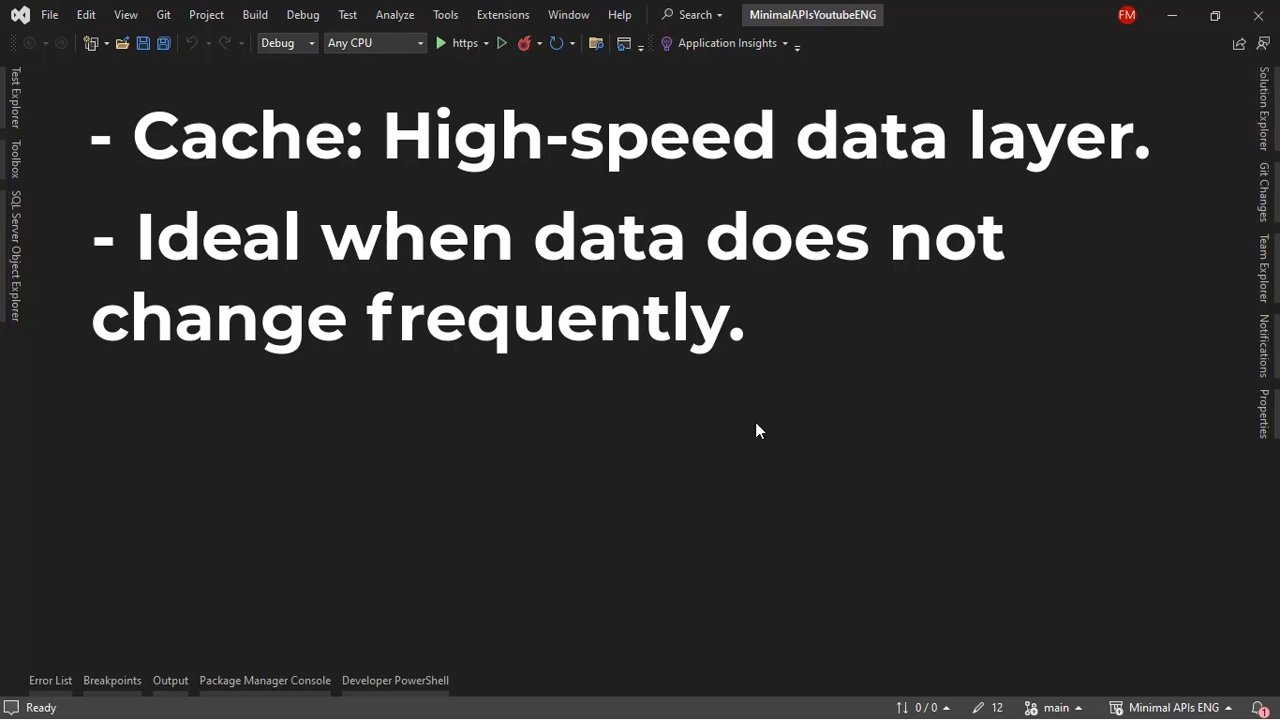 File Edit View Git Project Build Debug Test Analyze Tools Extensions Window Help Search MinimalAPIsYoutubeENG FM
Debug Any CPU https Application Insights
Test Explorer
Toolbox
SQL Server Object Explorer
- Cache: High-speed data layer.
- Ideal when data does not
change frequently.
Solution Explorer
Git Changes
Team Explorer
Notifications
Properties
Error List Breakpoints Output Package Manager Console Developer PowerShell
Ready 0 / 0 12 main Minimal APIs ENG 1